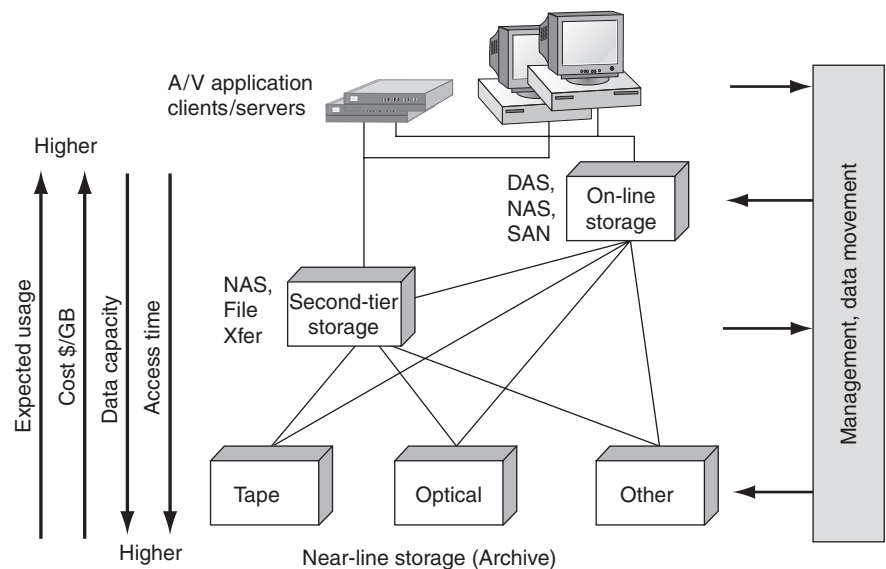 A/V application
clients/servers
Higher
DAS,
NAS,
SAN
On-line
storage
NAS,
File
Xfer
Second-tier
storage
Expected usage
Cost $/GB
Data capacity
Access time
Management, data movement
Tape
Optical
Other
Higher
Near-line storage (Archive)